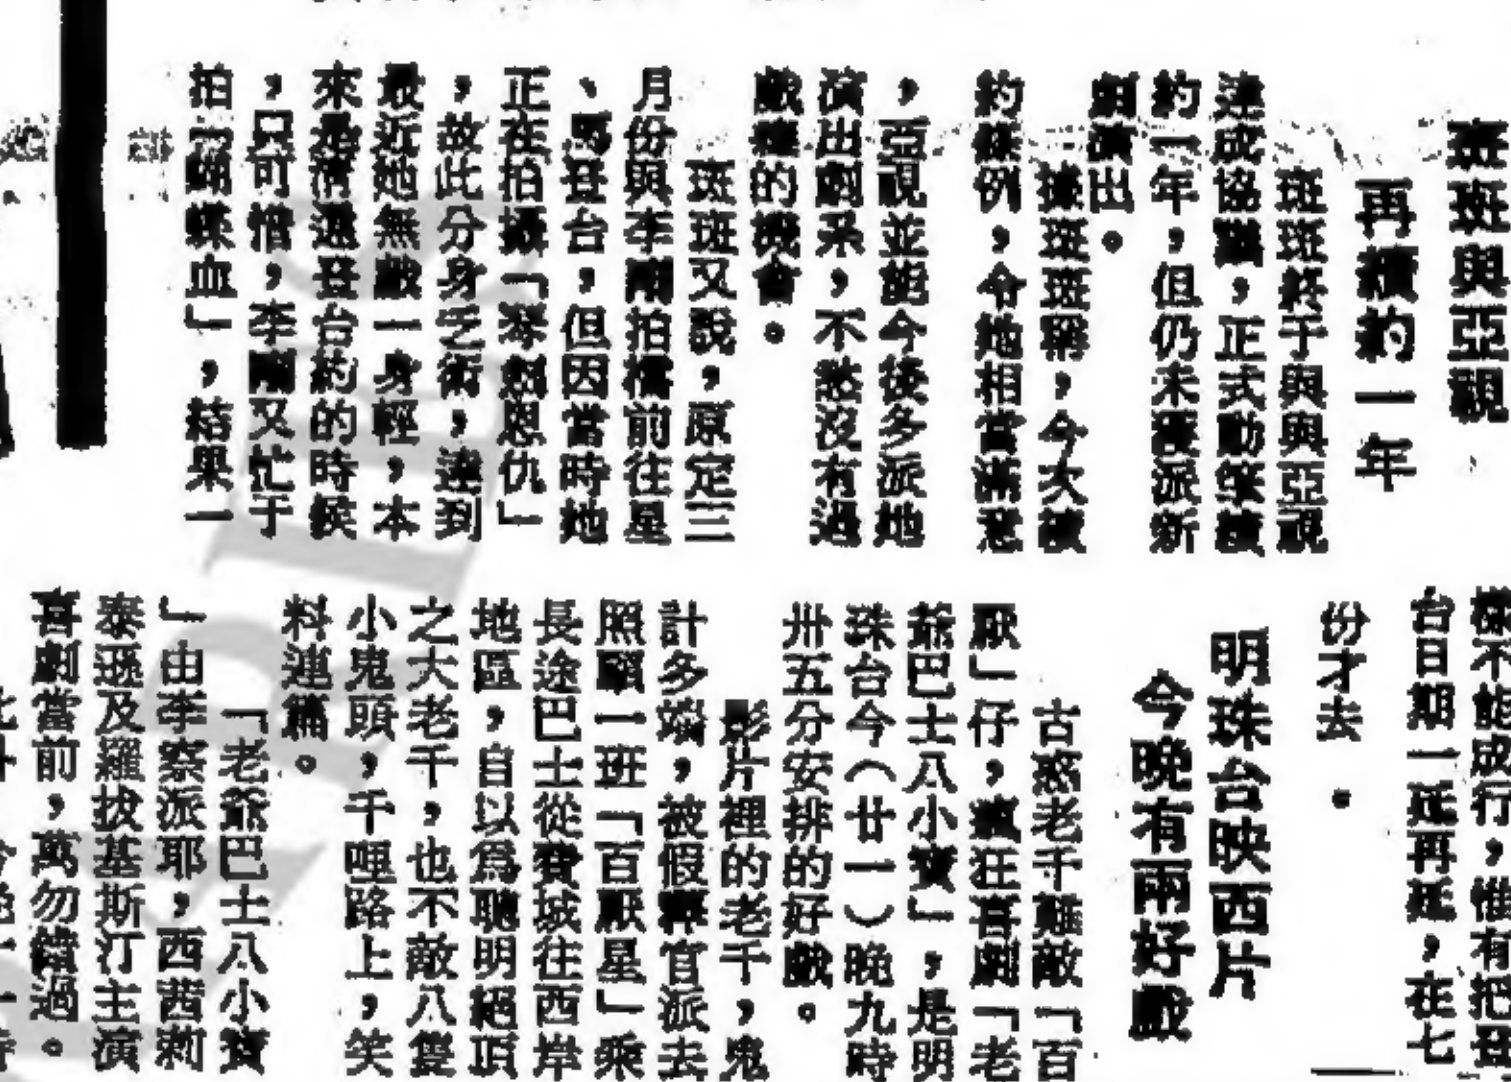 斑斑與亞視
再續約一年
斑斑終于與與亞視
達成協議，正式動筆續
約一年，但仍未獲派新
劇演出。
據斑斑稱，今次續
約條例，令她相當滿意
，亞視並能今後多派她
演出劇集，不愁沒有過
戲癮的機會。
斑斑又說，原定三
月份與李剛拍檔前往星
、馬登台，但因當時她
正在拍攝「琴劍恩仇」
，故此分身乏術，達到
最近她無戲一身輕，本
來是清還登台約的時候
，只可惜，李剛又忙于
拍「蝴蝶血」，結果一
不能成行，惟有把登
台日期一延再延，在七
份才去。
明珠台映西片
今晚有兩好戲
古惑老千難敵「百
厭」仔，瘋狂喜劇「老
爺巴士八小寶」，是明
珠台今（廿一）晚九時
卅五分安排的好戲。
影片裡的老千，鬼
計多端，被假釋官派去
照顧一班「百厭星」乘
長途巴士從費城往西岸
地區，自以為聰明絕頂
之大老千，也不敵八隻
小鬼頭，千哩路上，笑
料連篇。
「老爺巴士八小寶
」由李察派耶，西茜莿
泰遜及羅拔基斯汀主演
喜劇當前，萬勿錯過。